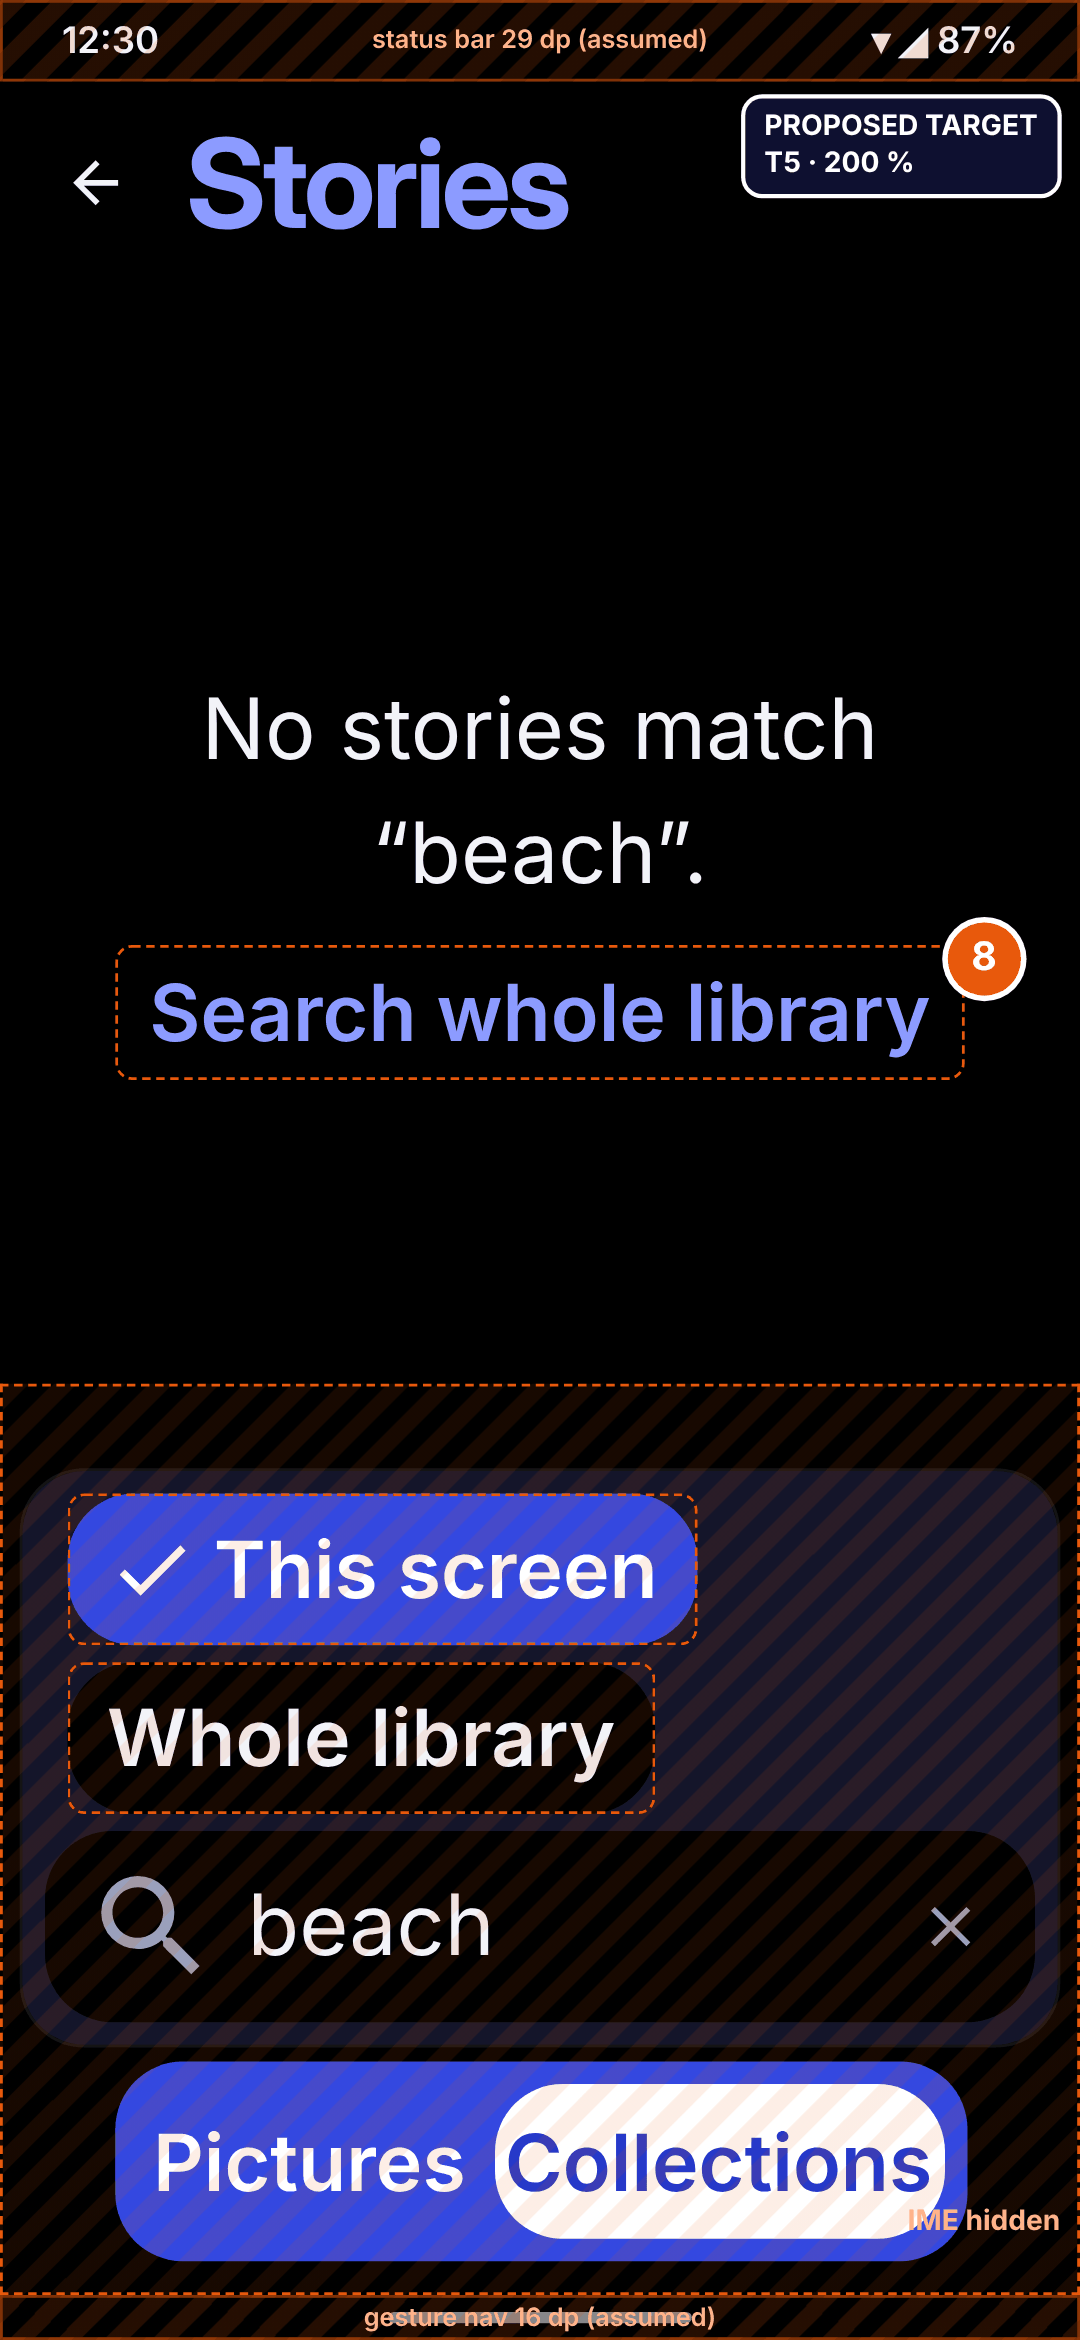 12:30
status bar 29 dp (assumed)
87%
PROPOSED TARGET
T5 · 200 %
Stories
No stories match
“beach”.
8
Search whole library
This screen
Whole library
beach
Pictures
Collections
IME hidden
gesture nav 16 dp (assumed)